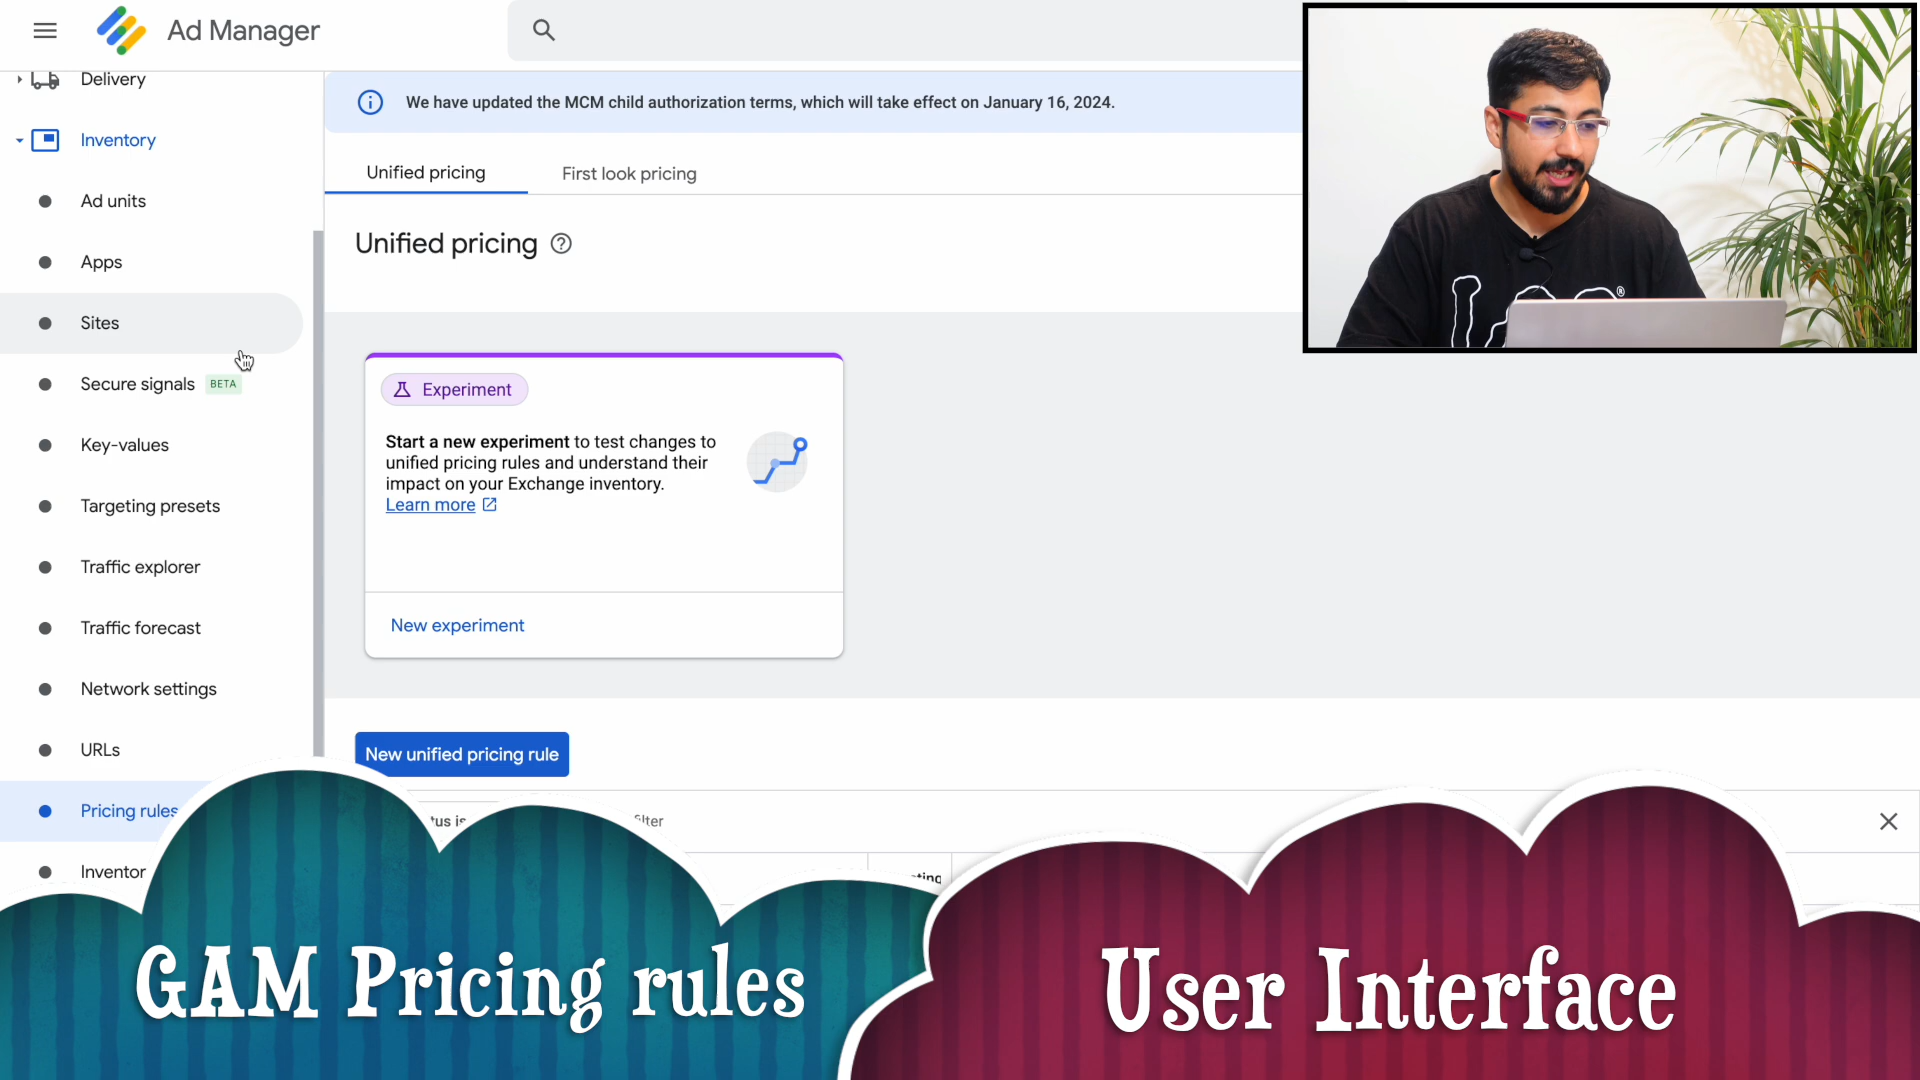 Ad Manager
Delivery
We have updated the MCM child authorization terms, which will take effect on January 16, 2024.
Inventory
Unified pricing
First look pricing
Ad units
Unified pricing
Apps
Sites
Secure signals BETA
Experiment
Key-values
Start a new experiment to test changes to
unified pricing rules and understand their
impact on your Exchange inventory.
Learn more
Targeting presets
Traffic explorer
Traffic forecast
New experiment
Network settings
URLs
New unified pricing rule
Pricing rules
GAM Pricing rules
User Interface